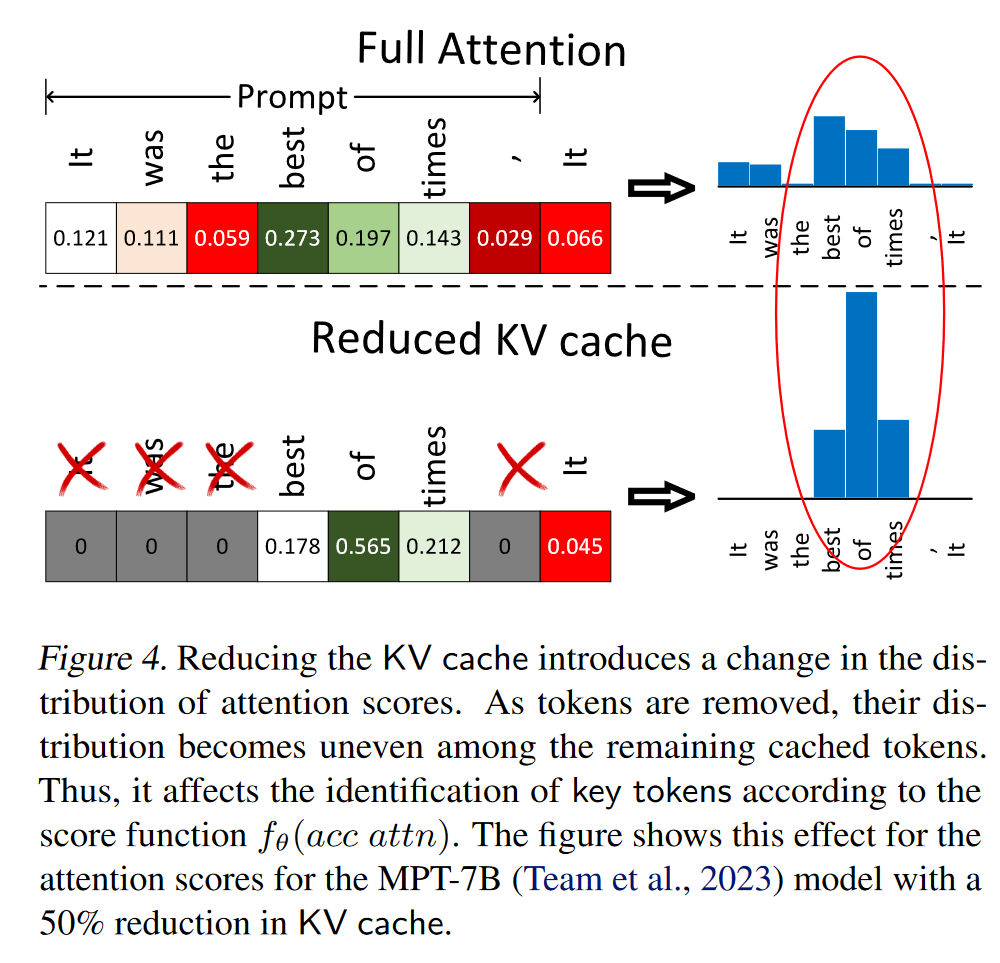 Full Attention
Prompt
It was the best of times , It
0.121 0.111 0.059 0.273 0.197 0.143 0.029 0.066
It was the best of times , It
Reduced KV cache
It was the best of times It
0 0 0 0.178 0.565 0.212 0 0.045
It was the best of times , It
Figure 4. Reducing the KV cache introduces a change in the dis-
tribution of attention scores. As tokens are removed, their dis-
tribution becomes uneven among the remaining cached tokens.
Thus, it affects the identification of key tokens according to the
score function fθ(acc attn). The figure shows this effect for the
attention scores for the MPT-7B (Team et al., 2023) model with a
50% reduction in KV cache.